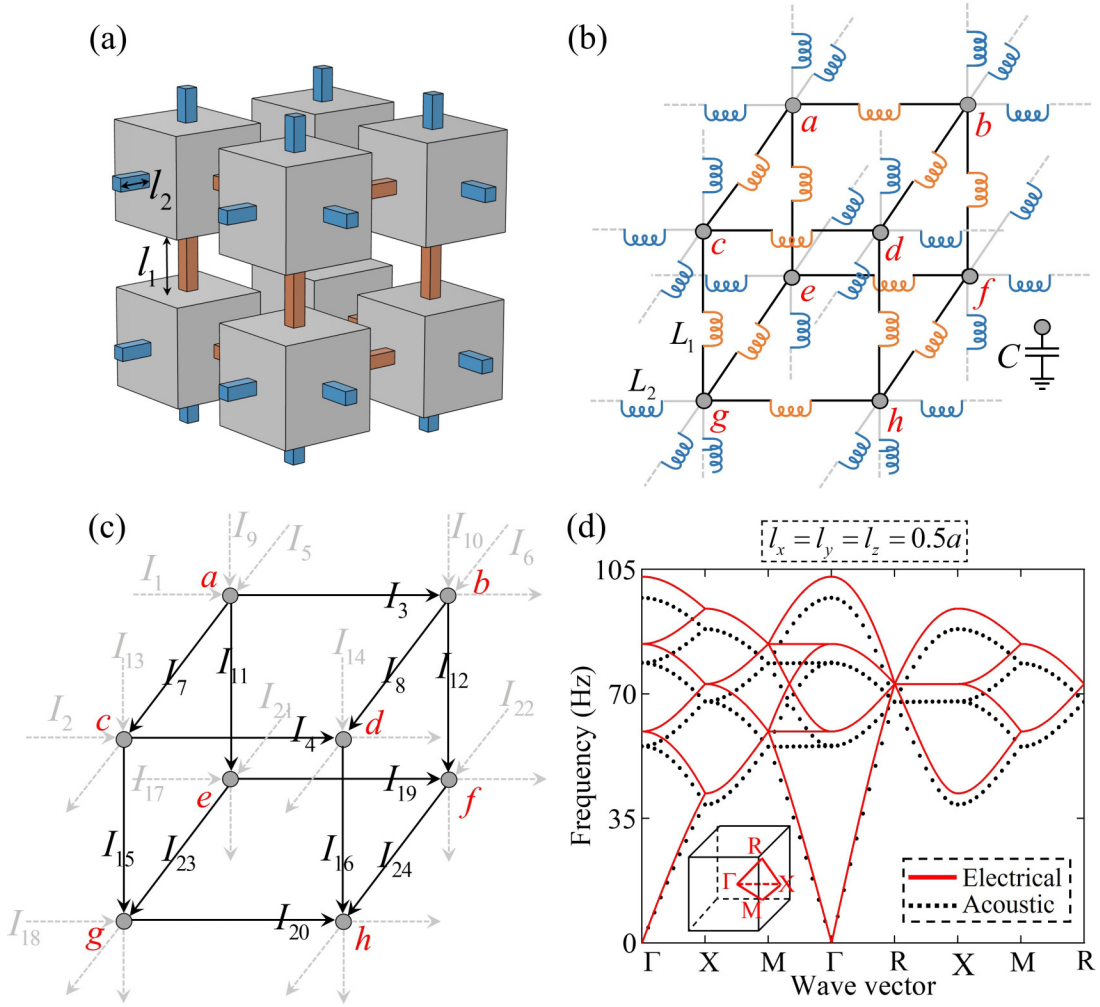 (a)
l₂
l₁
(b)
a
b
c
d
e
f
L₁
L₂
C
g
h
(c)
I₉
I₁₀
I₅
I₆
I₁
a
b
I₃
I₁₃
I₁₄
I₇
I₁₁
I₈
I₁₂
I₂
I₂₁
I₂₂
c
d
I₄
I₁₇
e
I₁₉
f
I₁₅
I₂₃
I₁₆
I₂₄
I₁₈
g
I₂₀
h
(d)
lₓ = l_y = l_z = 0.5a
105
70
35
0
Frequency (Hz)
R
Γ
X
M
Electrical
Acoustic
Γ X M Γ R X M R
Wave vector